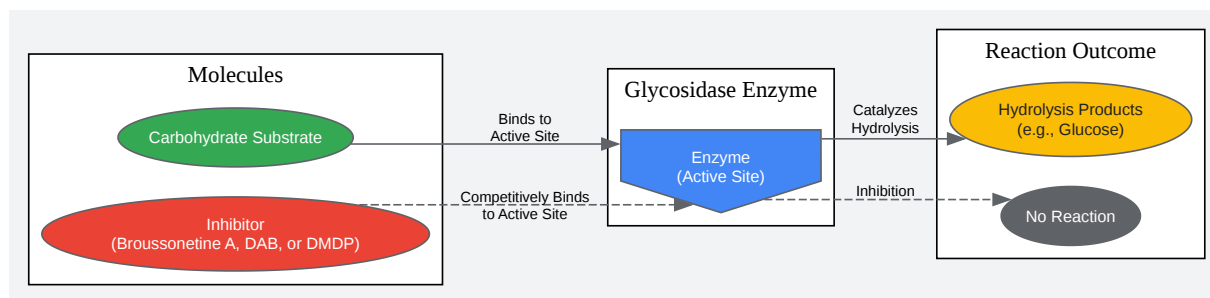 Molecules
Carbohydrate Substrate
Inhibitor
(Broussonetine A, DAB, or DMDP)
Binds to
Active Site
Competitively Binds
to Active Site
Glycosidase Enzyme
Enzyme
(Active Site)
Catalyzes
Hydrolysis
Inhibition
Reaction Outcome
Hydrolysis Products
(e.g., Glucose)
No Reaction